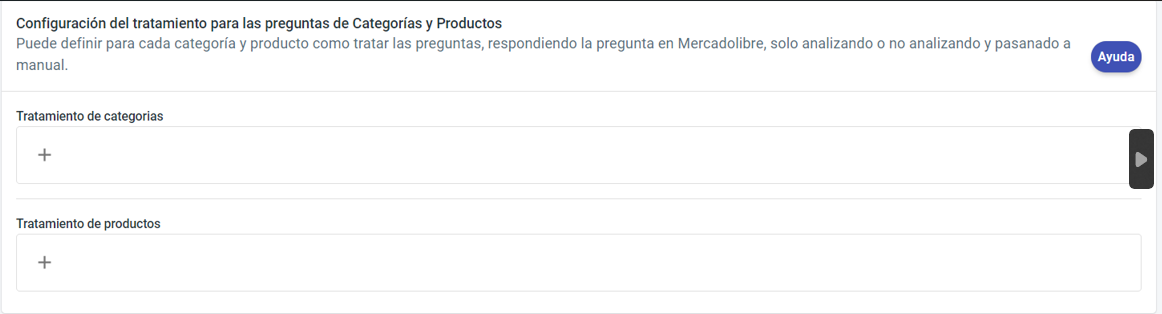 Configuración del tratamiento para las preguntas de Categorías y Productos
Puede definir para cada categoría y producto como tratar las preguntas, respondiendo la pregunta en Mercadolibre, solo analizando o no analizando y pasanado a
manual.
Ayuda
Tratamiento de categorias
+
Tratamiento de productos
+